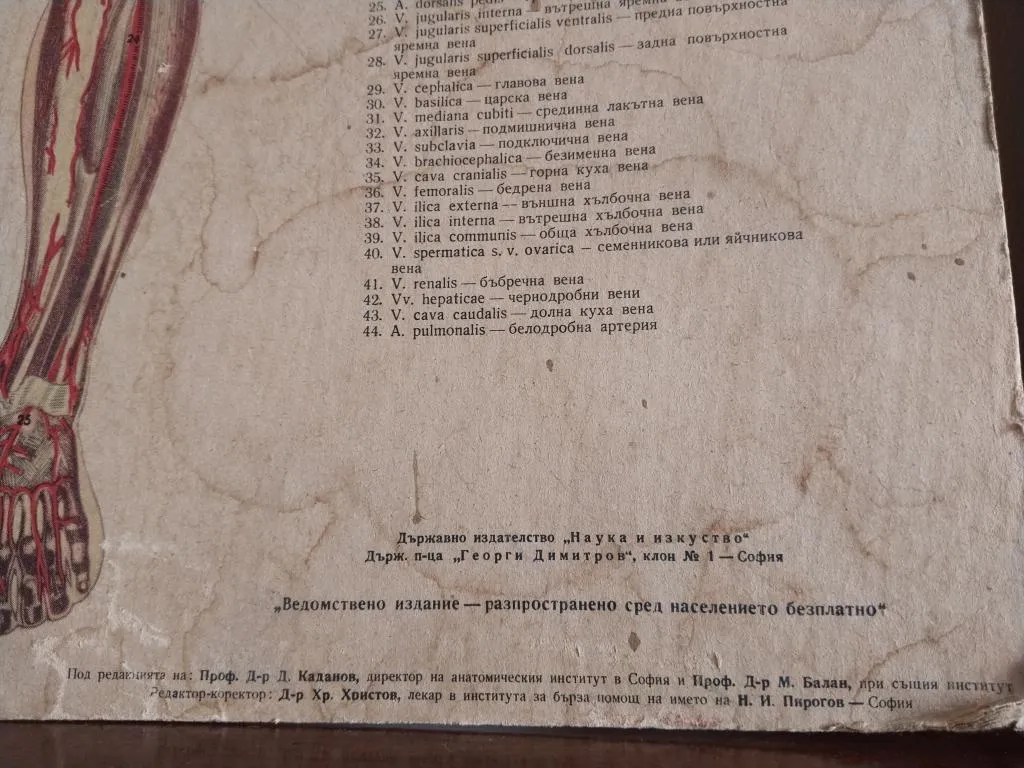 25. A. dorsalis
26. V. jugularis interna — вътрешна яремна
27. V. jugularis superficialis ventralis — предна повърхностна
яремна вена
28. V. jugularis superficialis dorsalis — задна повърхностна
яремна вена
29. V. cephalica — главова вена
30. V. basilica — царска вена
31. V. mediana cubiti — срединна лакътна вена
32. V. axillaris — подмишнична вена
33. V. subclavia — подключична вена
34. V. brachiocephalica — безименна вена
35. V. cava cranialis — горна куха вена
36. V. femoralis — бедрена вена
37. V. ilica externa — външна хълбочна вена
38. V. ilica interna — вътрешна хълбочна вена
39. V. ilica communis — обща хълбочна вена
40. V. spermatica s. v. ovarica — семенникова или яйчникова
вена
41. V. renalis — бъбречна вена
42. Vv. hepaticae — чернодробни вени
43. V. cava caudalis — долна куха вена
44. A. pulmonalis — белодробна артерия
24
25
Държавно издателство „Наука и изкуство“
Държ. п-ца „Георги Димитров“, клон № 1 — София
„Ведомствено издание — разпространено сред населението безплатно“
Под редакцията на: Проф. Д-р Д. Каданов, директор на анатомическия институт в София и Проф. Д-р М. Балан, при същия институт
Редактор-коректор: Д-р Хр. Христов, лекар в института за бърза помощ на името на Н. И. Пирогов — София